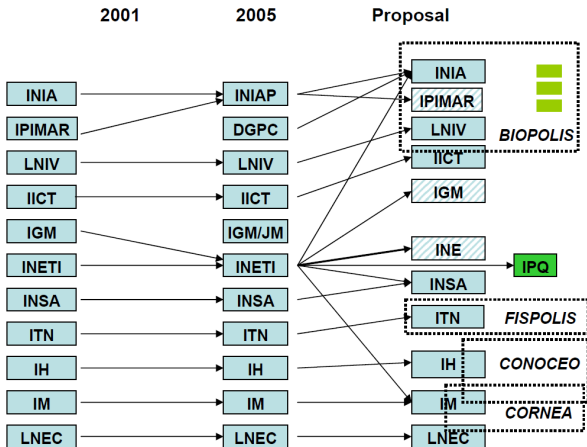 2001 2005 Proposal
INIA INIAP INIA
IPIMAR DGPC IPIMAR
LNIV LNIV LNIV BIOPOLIS
IICT IICT IICT
IGM IGM/JM IGM
INETI INETI INE IPQ
INSA INSA INSA
ITN ITN ITN FISPOLIS
IH IH IH CONOCEO
IM IM IM CORNEA
LNEC LNEC LNEC